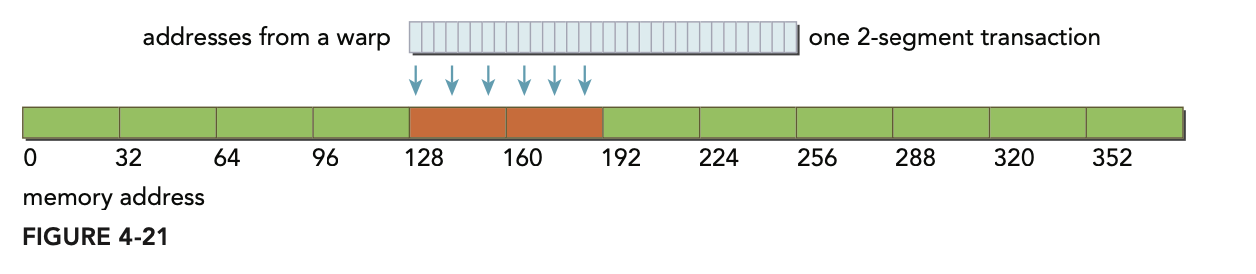 addresses from a warp one 2-segment transaction
0 32 64 96 128 160 192 224 256 288 320 352
memory address
FIGURE 4-21